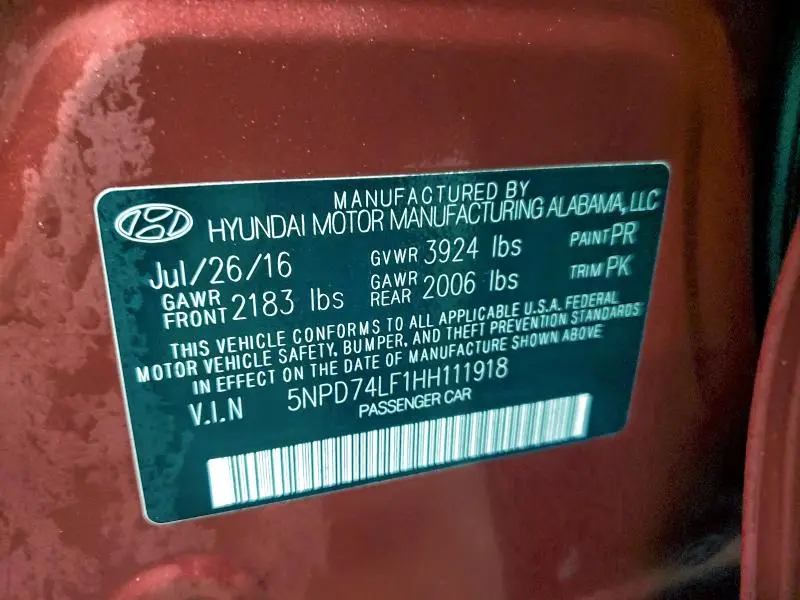 MANUFACTURED BY
HYUNDAI MOTOR MANUFACTURING ALABAMA, LLC
Jul/26/16 GVWR 3924 lbs PAINT PR
GAWR FRONT 2183 lbs GAWR REAR 2006 lbs TRIM PK
THIS VEHICLE CONFORMS TO ALL APPLICABLE U.S.A. FEDERAL
MOTOR VEHICLE SAFETY, BUMPER, AND THEFT PREVENTION STANDARDS
IN EFFECT ON THE DATE OF MANUFACTURE SHOWN ABOVE
V.I.N 5NPD74LF1HH111918
PASSENGER CAR